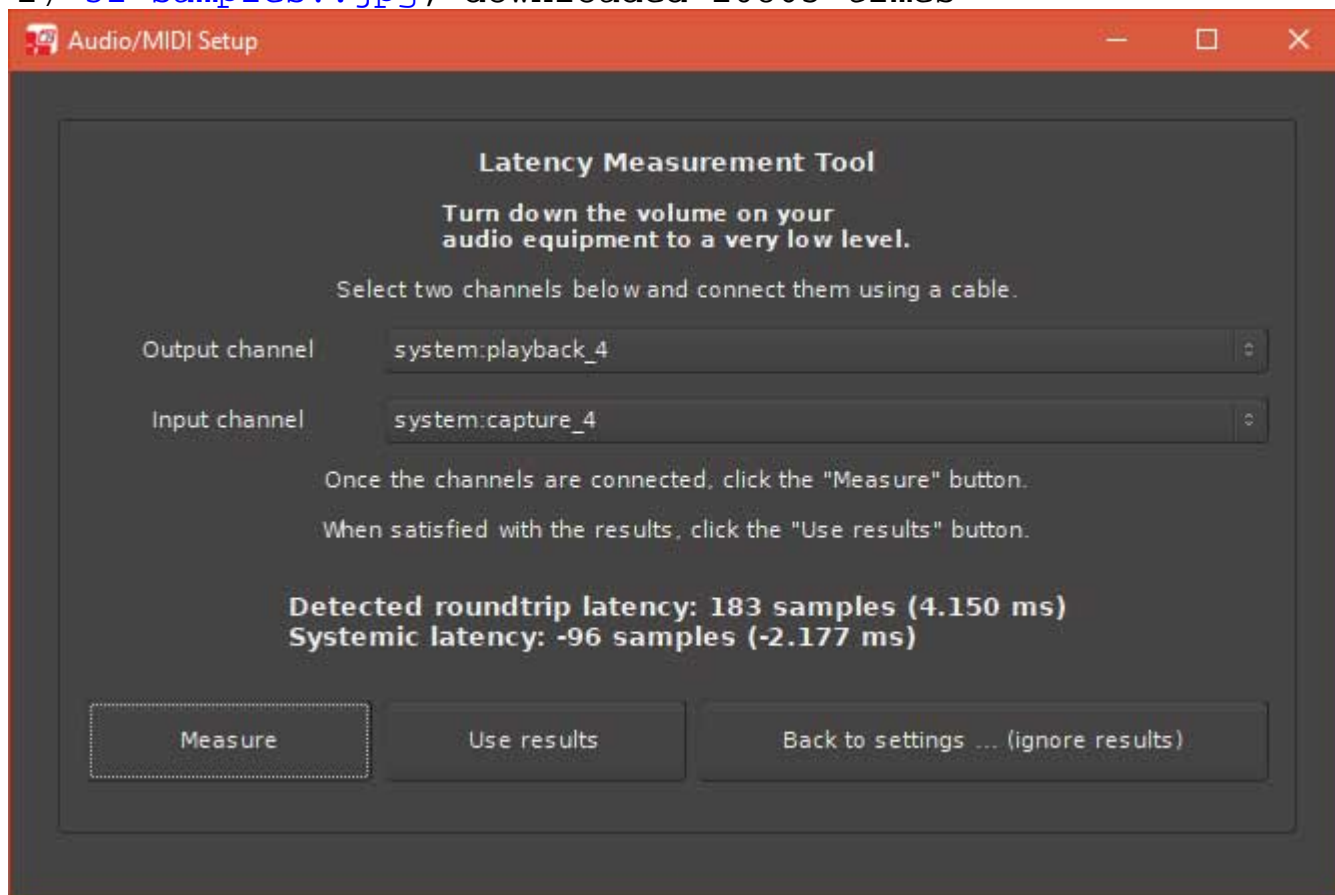 Audio/MIDI Setup
Latency Measurement Tool
Turn down the volume on your
audio equipment to a very low level.
Select two channels below and connect them using a cable.
Output channel system:playback_4
Input channel system:capture_4
Once the channels are connected, click the "Measure" button.
When satisfied with the results, click the "Use results" button.
Detected roundtrip latency: 183 samples (4.150 ms)
Systemic latency: -96 samples (-2.177 ms)
Measure Use results Back to settings ... (ignore results)